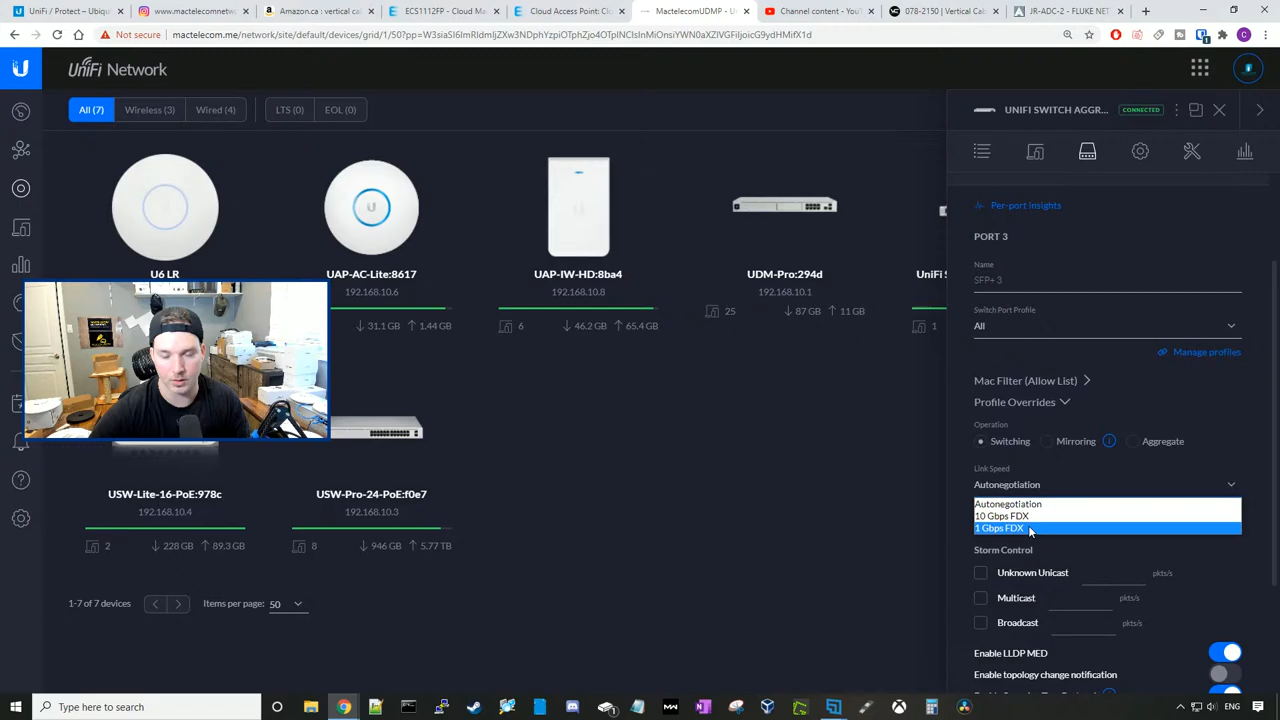 UniFi / Protect – Ubiqu
www.mactelecomnetw
Amazon.ca : vertical cal
ECS1112FP - Cloud Ma
Cloud Access Point: Clo
MactelecomUDMP - U
Channel content - YouT
078-2150 | Vertical Cabl
JR-ADC-2 - FLUKE NET
Not secure
mactelecom.me/network/site/default/devices/grid/1/50?pp=
UniFi Network
All (7)
Wireless (3)
Wired (4)
LTS (0)
EOL (0)
UNIFI SWITCH AGGR...
CONNECTED
Per-port insights
PORT 3
Name
SFP+ 3
Switch Port Profile
All
Manage profiles
Mac Filter (Allow List)
Profile Overrides
Operation
Switching
Mirroring
Aggregate
Link Speed
Autonegotiation
Autonegotiation
10 Gbps FDX
1 Gbps FDX
Storm Control
Unknown Unicast
pkts/s
Multicast
pkts/s
Broadcast
pkts/s
Enable LLDP MED
Enable topology change notification
U6 LR
UAP-AC-Lite:8617
192.168.10.6
31.1 GB
1.44 GB
UAP-IW-HD:8ba4
192.168.10.8
6
46.2 GB
65.4 GB
UDM-Pro:294d
192.168.10.1
25
87 GB
11 GB
UniFi S
1
USW-Lite-16-PoE:978c
192.168.10.4
2
228 GB
89.3 GB
USW-Pro-24-PoE:f0e7
192.168.10.3
8
946 GB
5.77 TB
1-7 of 7 devices
Items per page:
50
Type here to search
ENG